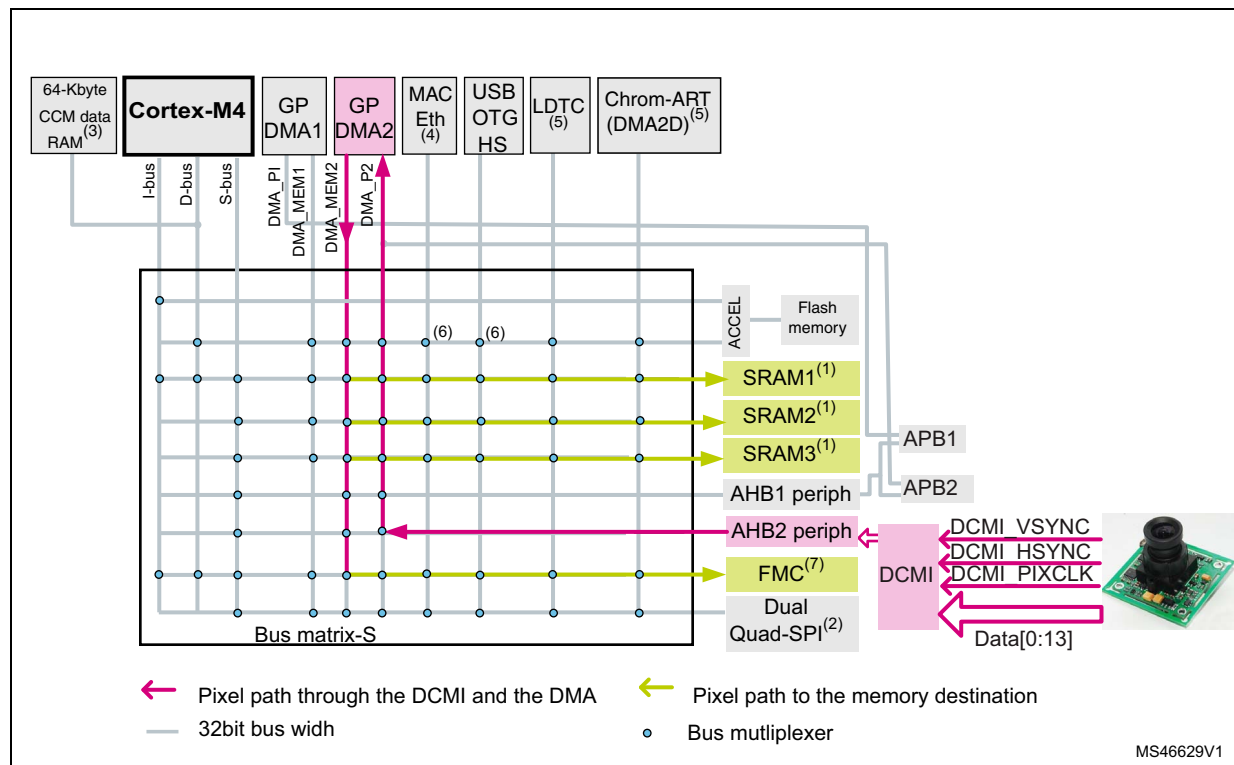 64-Kbyte
CCM data
RAM(3)
Cortex-M4
GP
DMA1
GP
DMA2
MAC
Eth
(4)
USB
OTG
HS
LDTC
(5)
Chrom-ART
(DMA2D)(5)
I-bus
D-bus
S-bus
DMA_PI
DMA_MEM1
DMA_MEM2
DMA_P2
(6)
(6)
ACCEL
Flash
memory
SRAM1(1)
SRAM2(1)
SRAM3(1)
AHB1 periph
AHB2 periph
FMC(7)
Dual
Quad-SPI(2)
APB1
APB2
DCMI
DCMI_VSYNC
DCMI_HSYNC
DCMI_PIXCLK
Data[0:13]
Bus matrix-S
Pixel path through the DCMI and the DMA
Pixel path to the memory destination
32bit bus widh
Bus mutliplexer
MS46629V1